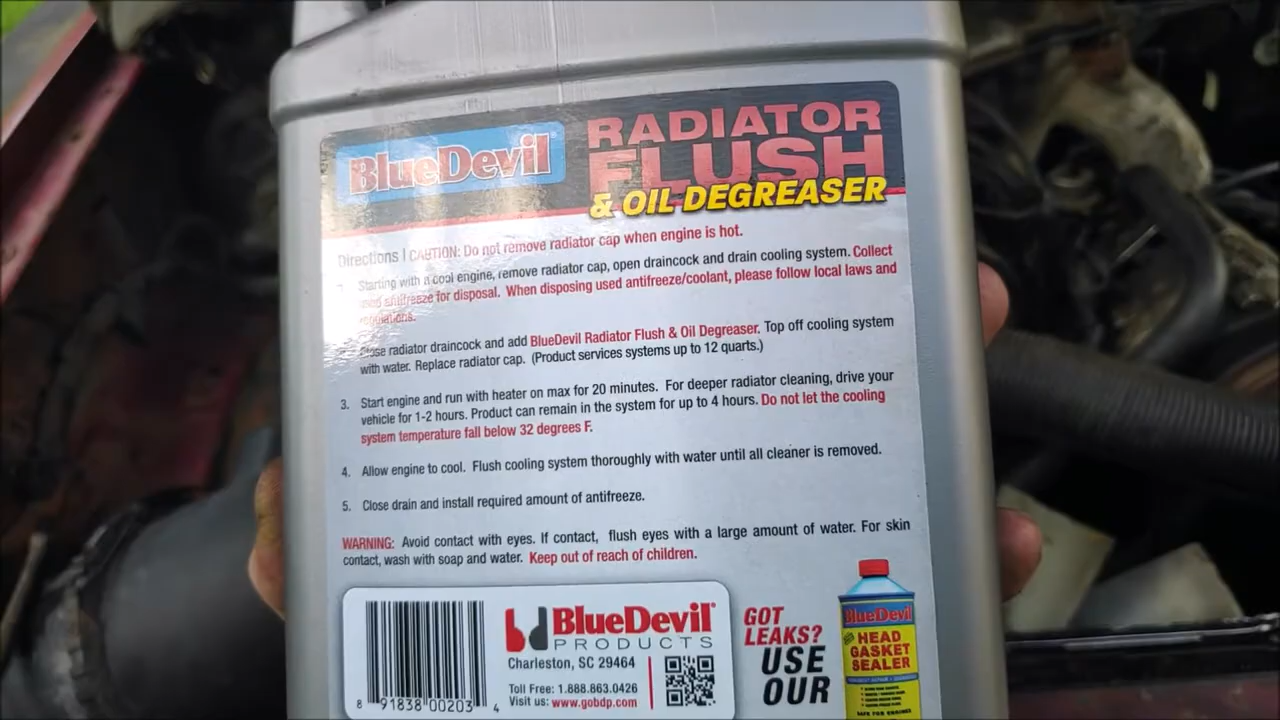 BlueDevil
RADIATOR
FLUSH
& OIL DEGREASER
Directions | CAUTION: Do not remove radiator cap when engine is hot.
Starting with a cool engine, remove radiator cap, open draincock and drain cooling system. Collect
used antifreeze for disposal. When disposing used antifreeze/coolant, please follow local laws and
regulations.
Close radiator draincock and add BlueDevil Radiator Flush & Oil Degreaser. Top off cooling system
with water. Replace radiator cap. (Product services systems up to 12 quarts.)
3. Start engine and run with heater on max for 20 minutes. For deeper radiator cleaning, drive your
vehicle for 1-2 hours. Product can remain in the system for up to 4 hours. Do not let the cooling
system temperature fall below 32 degrees F.
4. Allow engine to cool. Flush cooling system thoroughly with water until all cleaner is removed.
5. Close drain and install required amount of antifreeze.
WARNING: Avoid contact with eyes. If contact, flush eyes with a large amount of water. For skin
contact, wash with soap and water. Keep out of reach of children.
8 91838 00203 4
BlueDevil®
PRODUCTS
Charleston, SC 29464
Toll Free: 1.888.863.0426
Visit us: www.gobdp.com
GOT
LEAKS?
USE
OUR
BlueDevil
HEAD
GASKET
SEALER
SAFE FOR ENGINES